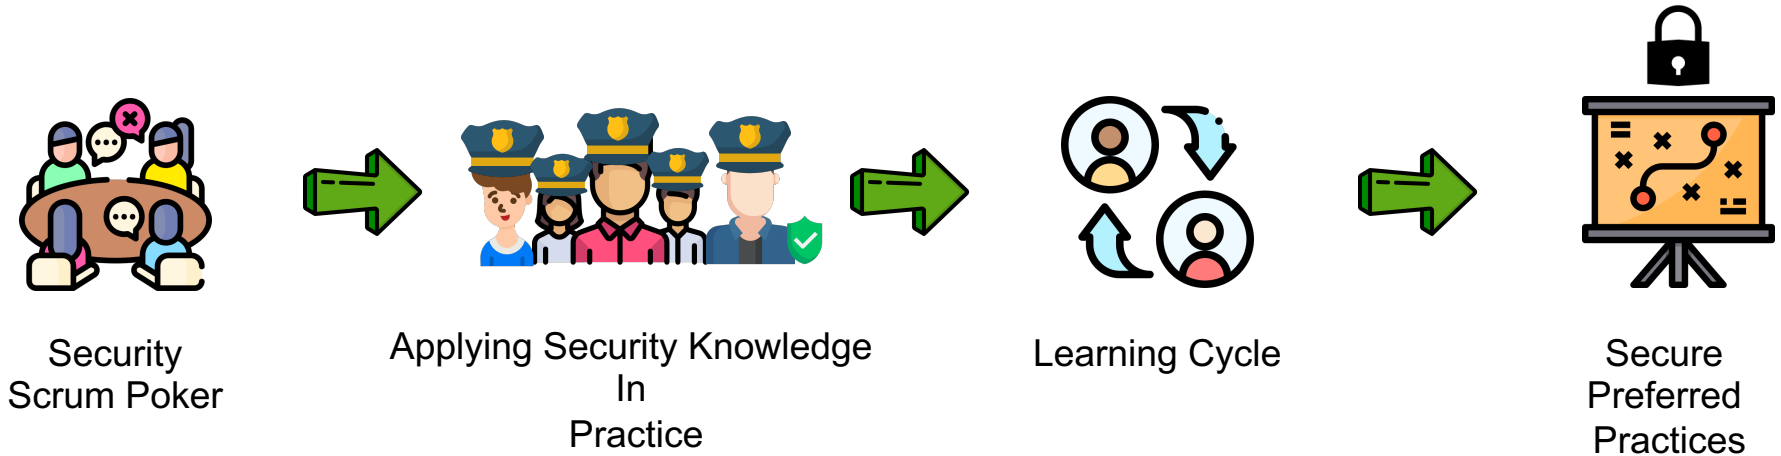 Security
Scrum Poker
Applying Security Knowledge
In
Practice
Learning Cycle
Secure
Preferred
Practices